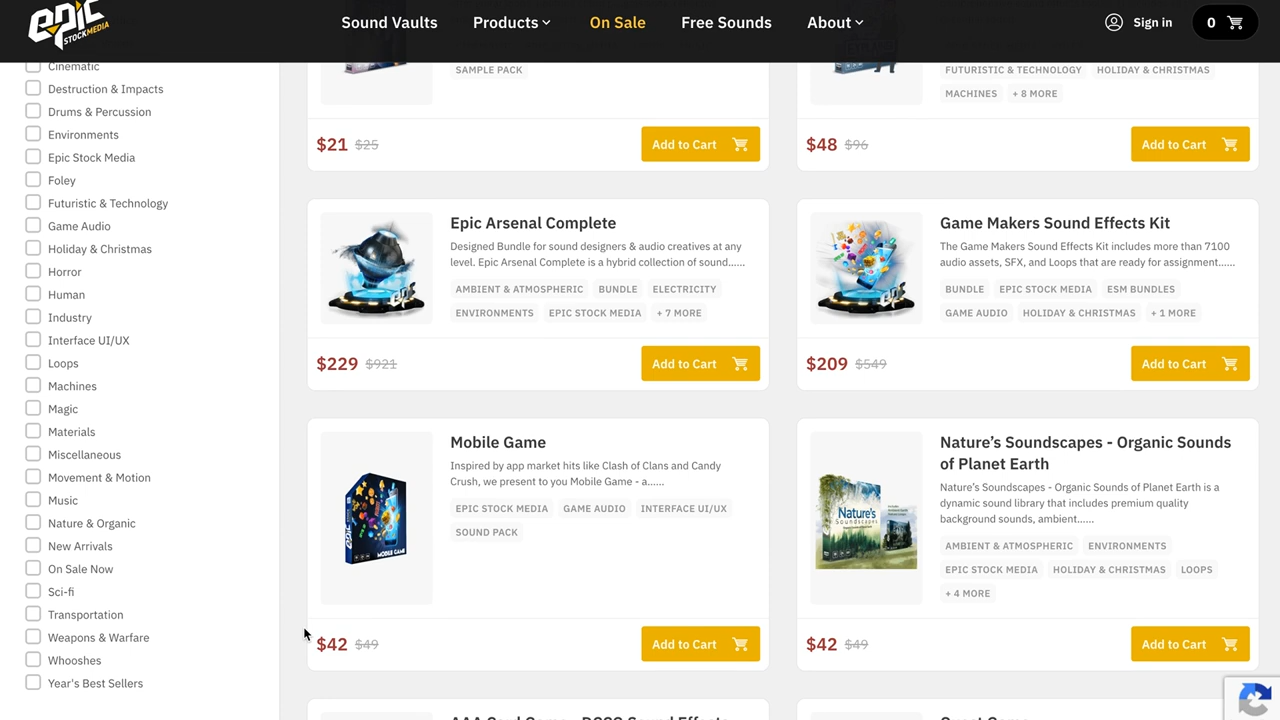 epic
STOCKMEDIA
Sound Vaults
Products
On Sale
Free Sounds
About
Sign in
0
Cinematic
Destruction & Impacts
Drums & Percussion
Environments
Epic Stock Media
Foley
Futuristic & Technology
Game Audio
Holiday & Christmas
Horror
Human
Industry
Interface UI/UX
Loops
Machines
Magic
Materials
Miscellaneous
Movement & Motion
Music
Nature & Organic
New Arrivals
On Sale Now
Sci-fi
Transportation
Weapons & Warfare
Whooshes
Year's Best Sellers
SAMPLE PACK
$21 $25
Add to Cart
FUTURISTIC & TECHNOLOGY HOLIDAY & CHRISTMAS
MACHINES + 8 MORE
$48 $96
Add to Cart
Epic Arsenal Complete
Designed Bundle for sound designers & audio creatives at any
level. Epic Arsenal Complete is a hybrid collection of sound......
AMBIENT & ATMOSPHERIC BUNDLE ELECTRICITY
ENVIRONMENTS EPIC STOCK MEDIA + 7 MORE
$229 $921
Add to Cart
Game Makers Sound Effects Kit
The Game Makers Sound Effects Kit includes more than 7100
audio assets, SFX, and Loops that are ready for assignment......
BUNDLE EPIC STOCK MEDIA ESM BUNDLES
GAME AUDIO HOLIDAY & CHRISTMAS + 1 MORE
$209 $549
Add to Cart
Mobile Game
Inspired by app market hits like Clash of Clans and Candy
Crush, we present to you Mobile Game - a......
EPIC STOCK MEDIA GAME AUDIO INTERFACE UI/UX
SOUND PACK
epic
MOBILE GAME
$42 $49
Add to Cart
Nature's Soundscapes - Organic Sounds
of Planet Earth
Nature's Soundscapes - Organic Sounds of Planet Earth is a
dynamic sound library that includes premium quality
background sounds, ambient......
AMBIENT & ATMOSPHERIC ENVIRONMENTS
EPIC STOCK MEDIA HOLIDAY & CHRISTMAS LOOPS
+ 4 MORE
Nature's
Soundscapes
$42 $49
Add to Cart